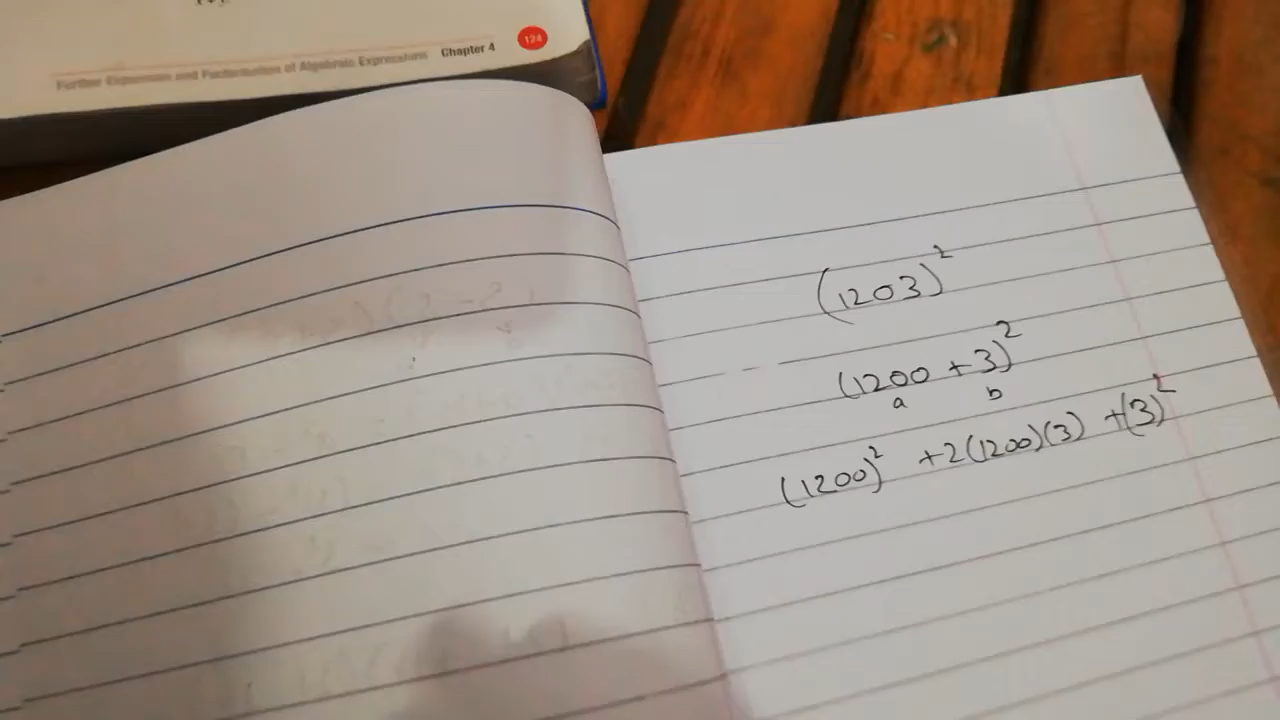 Further Expansion and Factorisation of Algebraic Expressions Chapter 4 124
(1203)²
(1200 + 3)²
a b
(1200)² +2(1200)(3) +(3)²